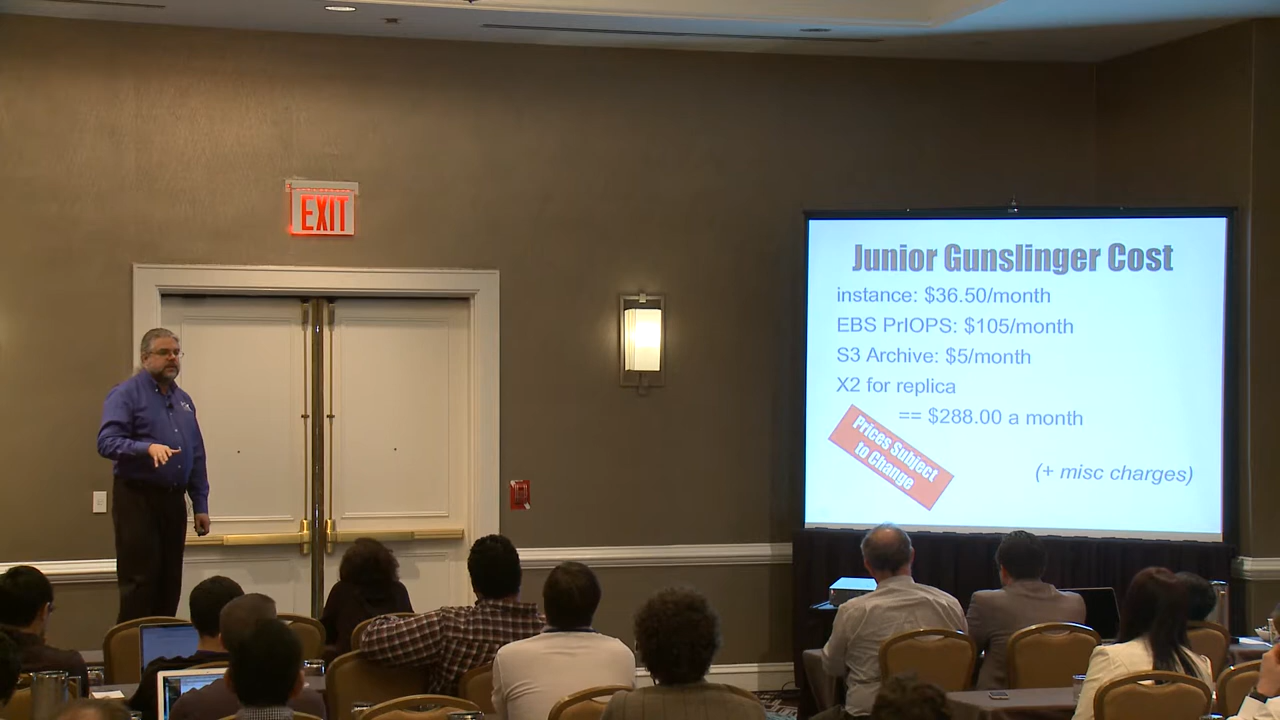 EXIT
Junior Gunslinger Cost
instance: $36.50/month
EBS PrIOPS: $105/month
S3 Archive: $5/month
X2 for replica
== $288.00 a month
Prices Subject
to Change
(+ misc charges)